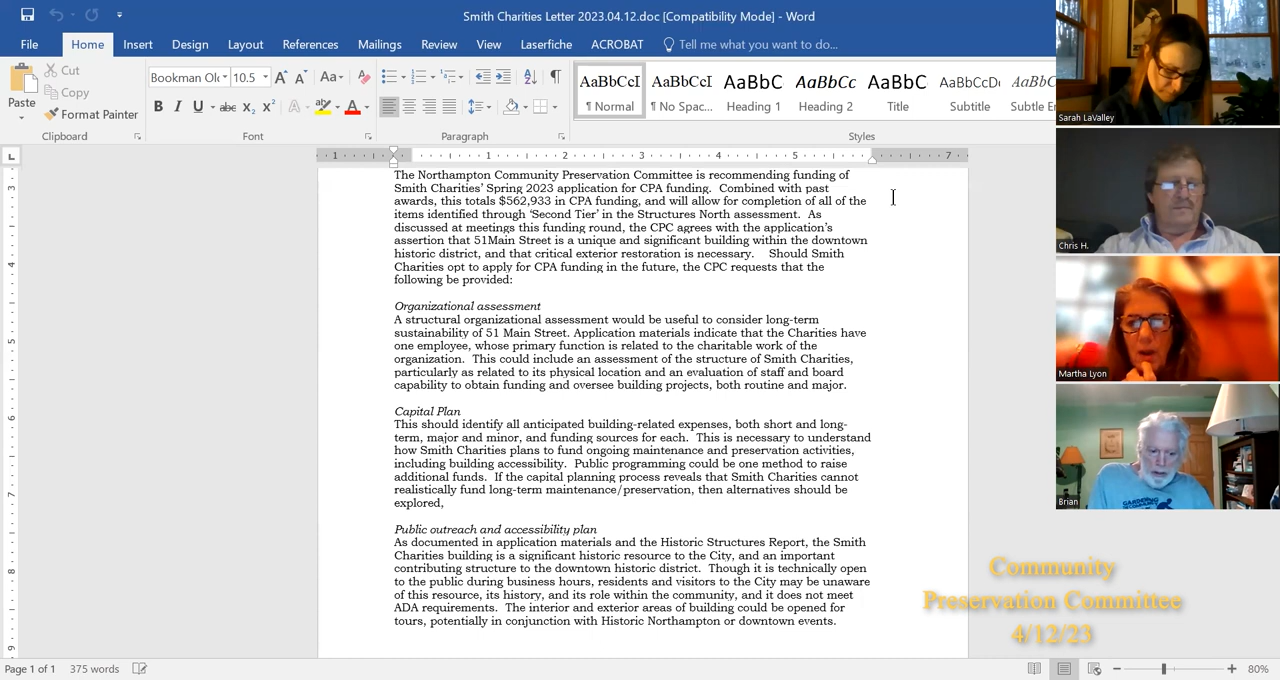 Smith Charities Letter 2023.04.12.doc [Compatibility Mode] - Word
File Home Insert Design Layout References Mailings Review View Laserfiche ACROBAT Tell me what you want to do...
Paste
Cut
Copy
Format Painter
Bookman Ol 10.5
AaBbCcI AaBbCcI AaBbC AaBbCc AaBbC AaBbCcD AaBbCc
¶ Normal ¶ No Spac... Heading 1 Heading 2 Title Subtitle Subtle E
Clipboard Font Paragraph Styles
1 1 2 3 4 5 7
The Northampton Community Preservation Committee is recommending funding of
Smith Charities' Spring 2023 application for CPA funding. Combined with past
awards, this totals $562,933 in CPA funding, and will allow for completion of all of the
items identified through 'Second Tier' in the Structures North assessment. As
discussed at meetings this funding round, the CPC agrees with the application's
assertion that 51Main Street is a unique and significant building within the downtown
historic district, and that critical exterior restoration is necessary. Should Smith
Charities opt to apply for CPA funding in the future, the CPC requests that the
following be provided:
Organizational assessment
A structural organizational assessment would be useful to consider long-term
sustainability of 51 Main Street. Application materials indicate that the Charities have
one employee, whose primary function is related to the charitable work of the
organization. This could include an assessment of the structure of Smith Charities,
particularly as related to its physical location and an evaluation of staff and board
capability to obtain funding and oversee building projects, both routine and major.
Capital Plan
This should identify all anticipated building-related expenses, both short and long-
term, major and minor, and funding sources for each. This is necessary to understand
how Smith Charities plans to fund ongoing maintenance and preservation activities,
including building accessibility. Public programming could be one method to raise
additional funds. If the capital planning process reveals that Smith Charities cannot
realistically fund long-term maintenance/preservation, then alternatives should be
explored,
Public outreach and accessibility plan
As documented in application materials and the Historic Structures Report, the Smith
Charities building is a significant historic resource to the City, and an important
contributing structure to the downtown historic district. Though it is technically open
to the public during business hours, residents and visitors to the City may be unaware
of this resource, its history, and its role within the community, and it does not meet
ADA requirements. The interior and exterior areas of building could be opened for
tours, potentially in conjunction with Historic Northampton or downtown events.
Sarah LaValley
Chris H.
Martha Lyon
Brian
Community
Preservation Committee
4/12/23
Page 1 of 1 375 words
80%